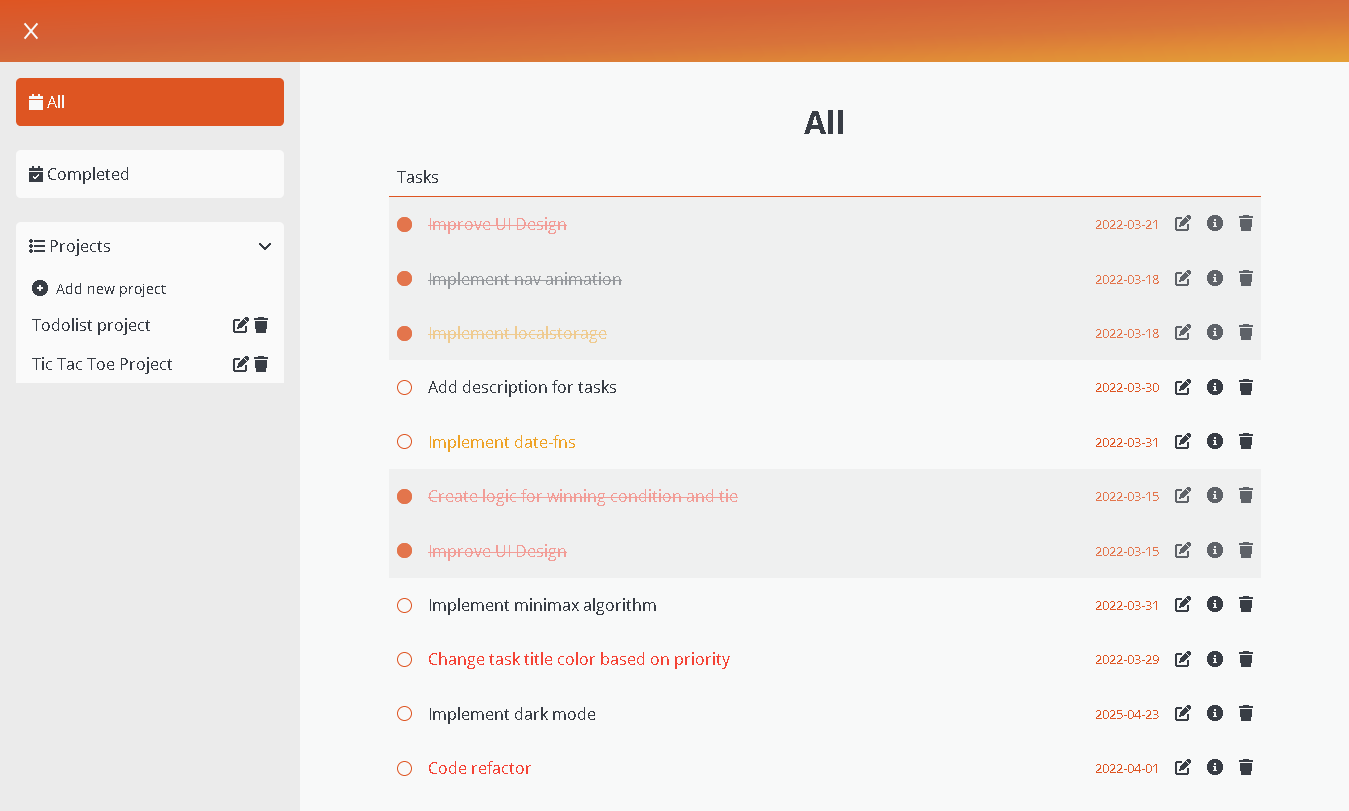 All
Completed
Projects
Add new project
Todolist project
Tic Tac Toe Project
All
Tasks
Improve UI Design 2022-03-21
Implement nav animation 2022-03-18
Implement localstorage 2022-03-18
Add description for tasks 2022-03-30
Implement date-fns 2022-03-31
Create logic for winning condition and tie 2022-03-15
Improve UI Design 2022-03-15
Implement minimax algorithm 2022-03-31
Change task title color based on priority 2022-03-29
Implement dark mode 2025-04-23
Code refactor 2022-04-01